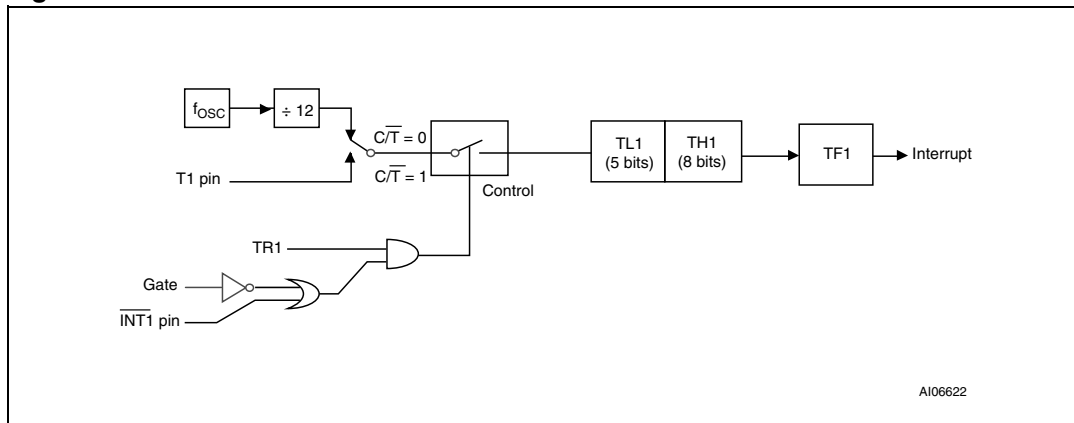 fOSC
÷ 12
C/T̅ = 0
C/T̅ = 1
T1 pin
Control
TL1
(5 bits)
TH1
(8 bits)
TF1
Interrupt
TR1
Gate
I̅N̅T̅1̅ pin
AI06622